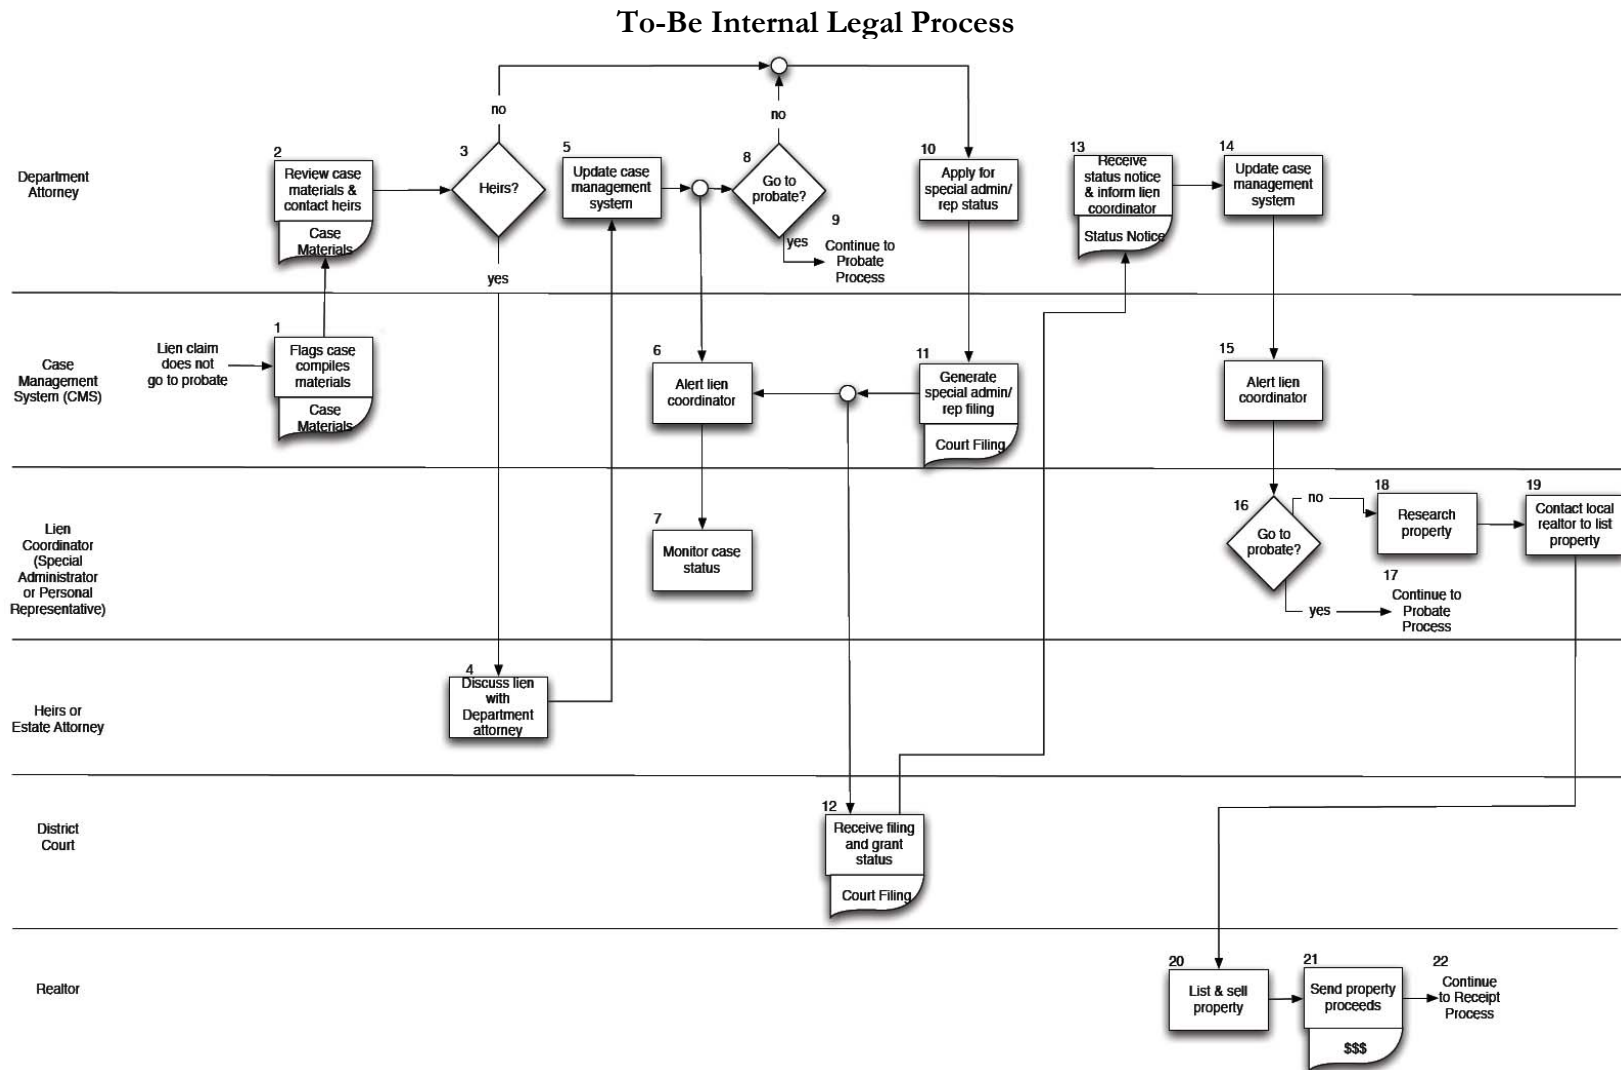 To-Be Internal Legal Process
Department
Attorney
2
Review case
materials &
contact heirs
Case
Materials
3
Heirs?
no
yes
5
Update case
management
system
8
Go to
probate?
no
yes
9
Continue to
Probate
Process
10
Apply for
special admin/
rep status
13
Receive
status notice
& inform lien
coordinator
Status Notice
14
Update case
management
system
Case
Management
System (CMS)
Lien claim
does not
go to probate
1
Flags case
compiles
materials
Case
Materials
6
Alert lien
coordinator
11
Generate
special admin/
rep filing
Court Filing
15
Alert lien
coordinator
Lien
Coordinator
(Special
Administrator
or Personal
Representative)
7
Monitor case
status
16
Go to
probate?
no
yes
17
Continue to
Probate
Process
18
Research
property
19
Contact local
realtor to list
property
Heirs or
Estate Attorney
4
Discuss lien
with
Department
attorney
District
Court
12
Receive filing
and grant
status
Court Filing
Realtor
20
List & sell
property
21
Send property
proceeds
$$$
22
Continue
to Receipt
Process